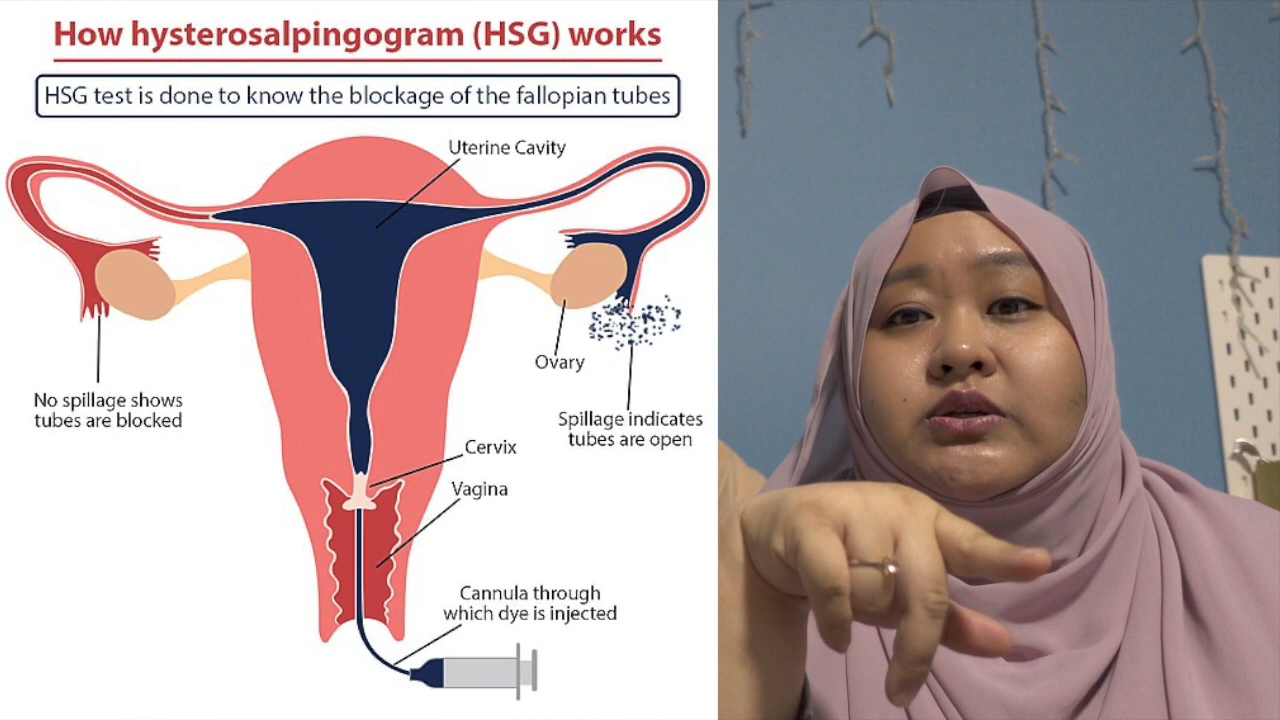 How hysterosalpingogram (HSG) works
HSG test is done to know the blockage of the fallopian tubes
Uterine Cavity
Ovary
No spillage shows
tubes are blocked
Spillage indicates
tubes are open
Cervix
Vagina
Cannula through
which dye is injected